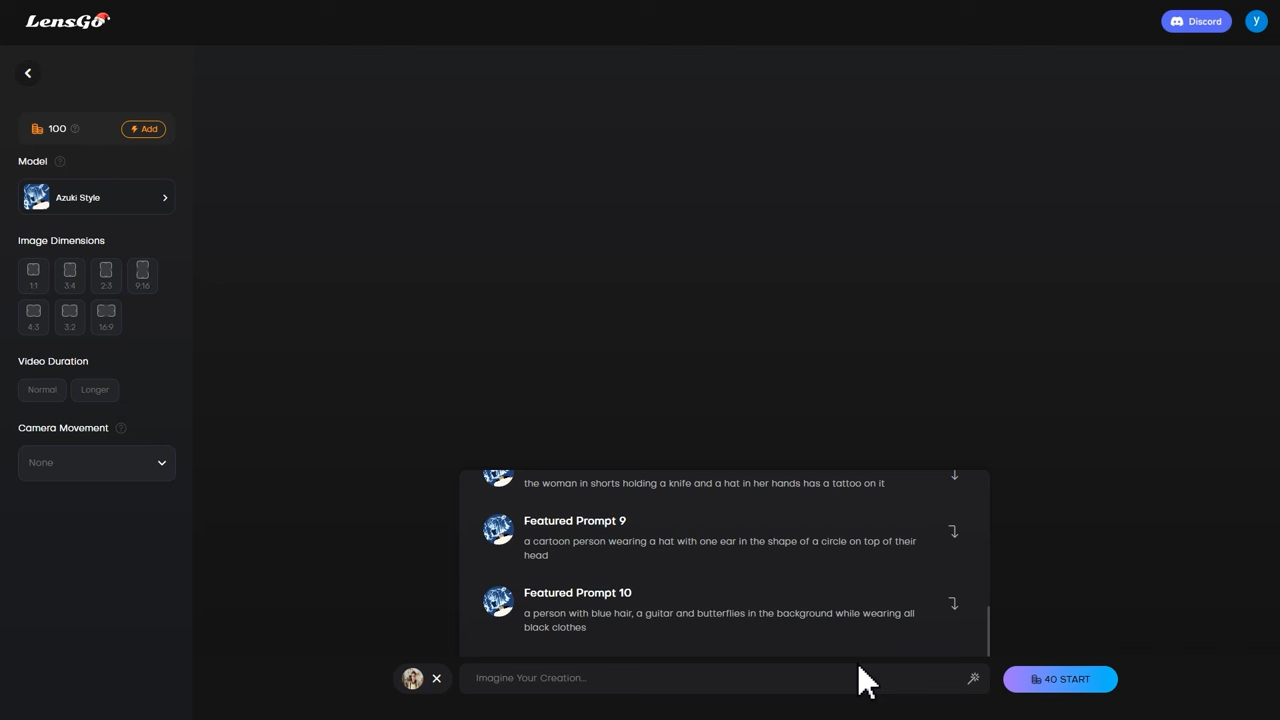 LensGo
Discord
y
100
Add
Model
Azuki Style
Image Dimensions
1:1
3:4
2:3
9:16
4:3
3:2
16:9
Video Duration
Normal
Longer
Camera Movement
None
the woman in shorts holding a knife and a hat in her hands has a tattoo on it
Featured Prompt 9
a cartoon person wearing a hat with one ear in the shape of a circle on top of their
head
Featured Prompt 10
a person with blue hair, a guitar and butterflies in the background while wearing all
black clothes
Imagine Your Creation...
40 START